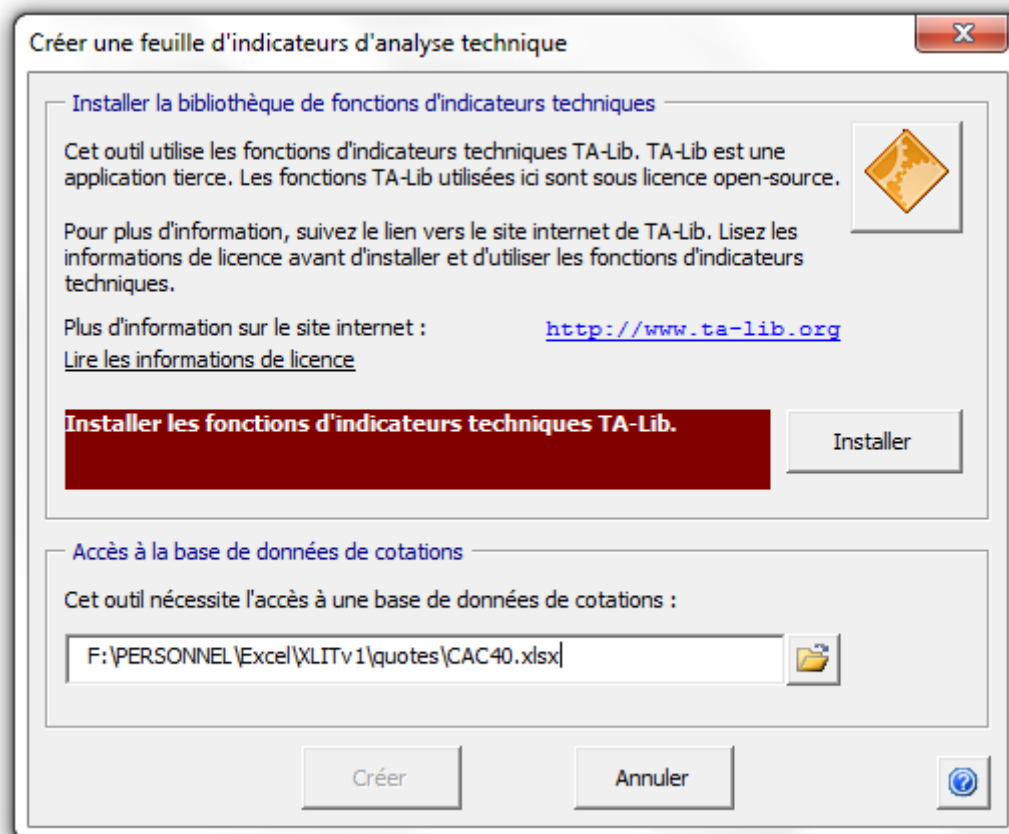 Créer une feuille d'indicateurs d'analyse technique
Installer la bibliothèque de fonctions d'indicateurs techniques
Cet outil utilise les fonctions d'indicateurs techniques TA-Lib. TA-Lib est une
application tierce. Les fonctions TA-Lib utilisées ici sont sous licence open-source.
Pour plus d'information, suivez le lien vers le site internet de TA-Lib. Lisez les
informations de licence avant d'installer et d'utiliser les fonctions d'indicateurs
techniques.
Plus d'information sur le site internet : http://www.ta-lib.org
Lire les informations de licence
Installer les fonctions d'indicateurs techniques TA-Lib.
Installer
Accès à la base de données de cotations
Cet outil nécessite l'accès à une base de données de cotations :
F:\PERSONNEL\Excel\XLITv1\quotes\CAC40.xlsx
Créer Annuler